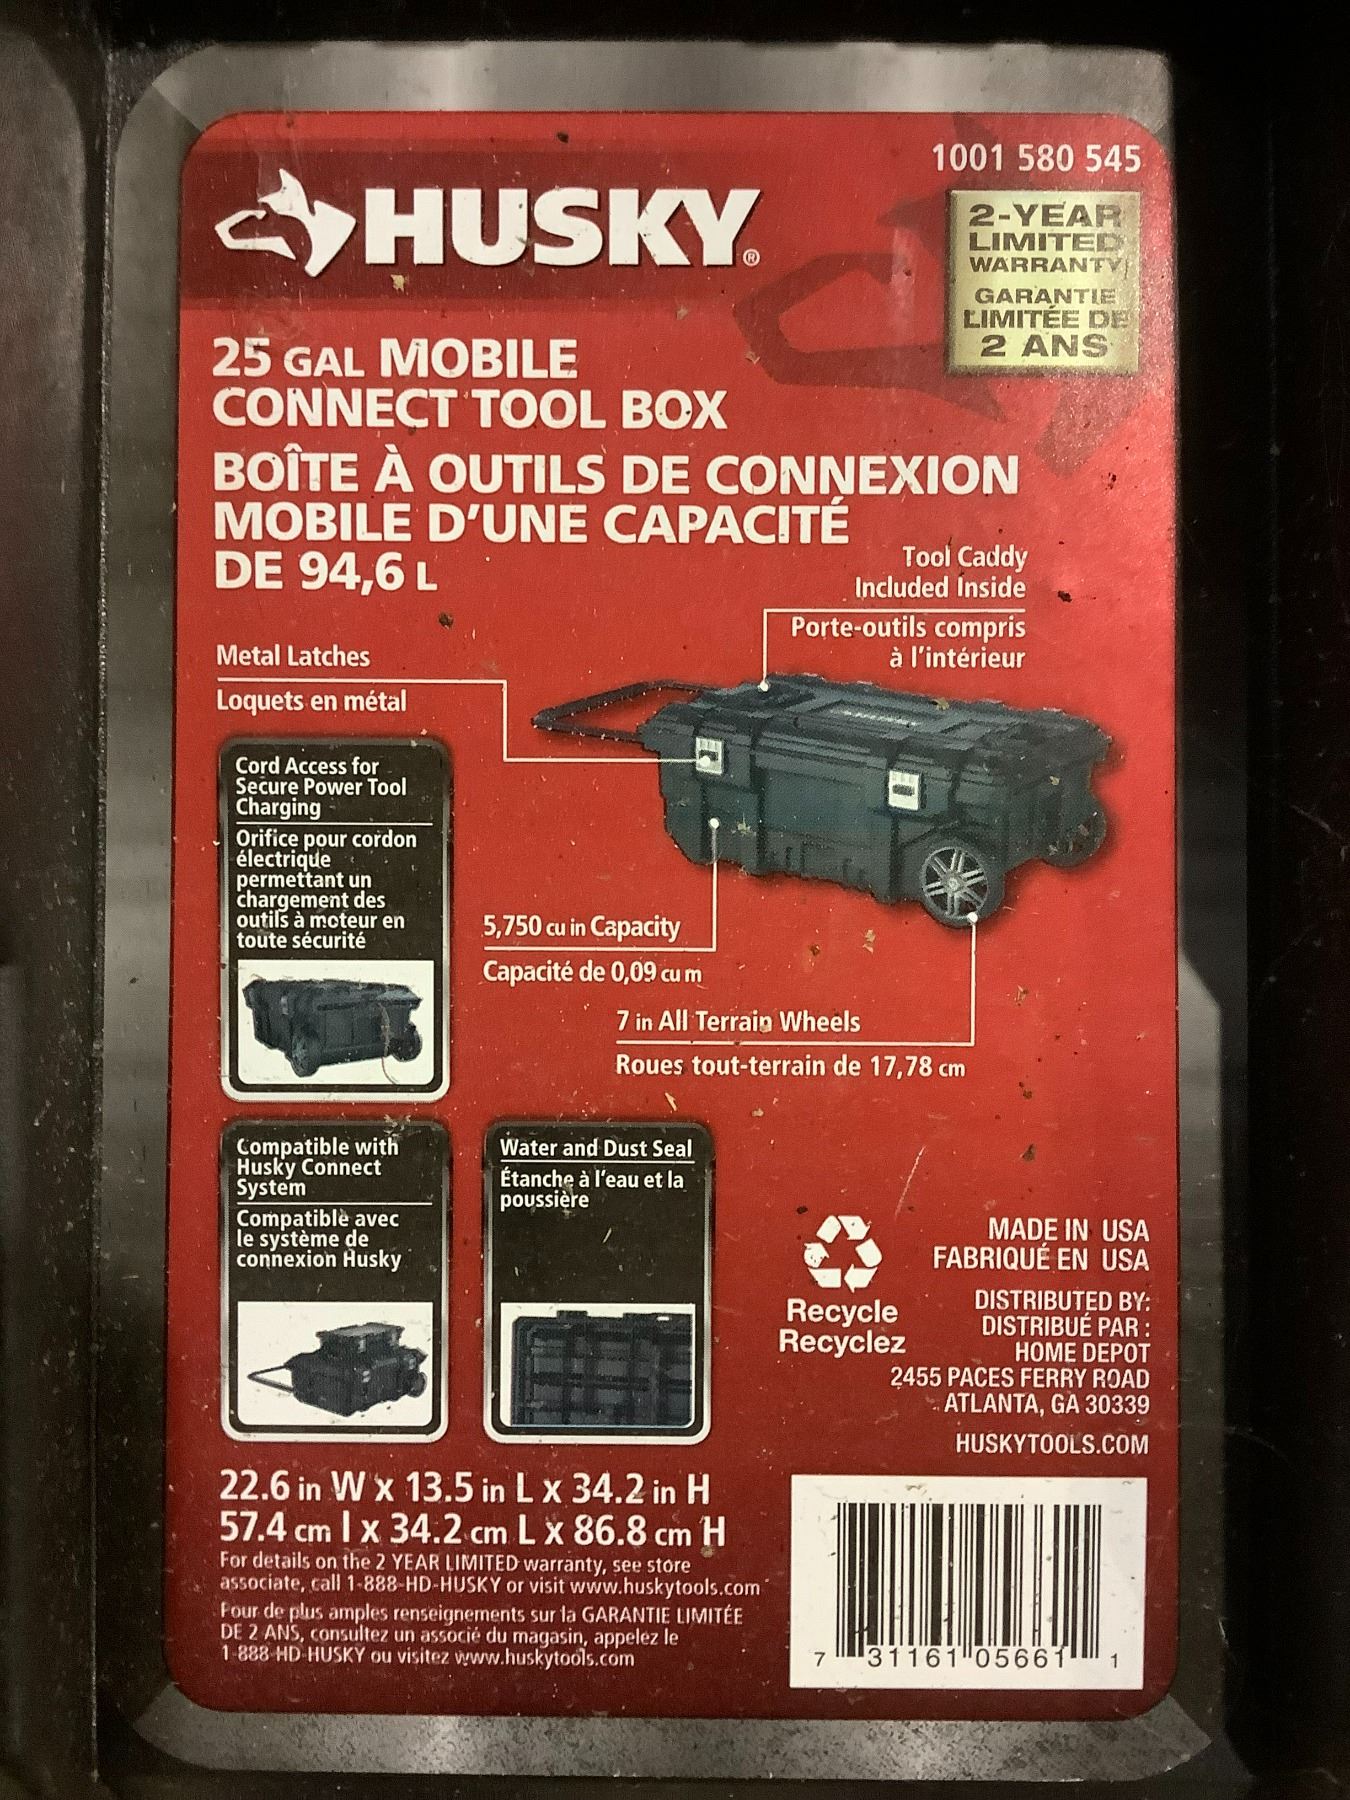 1001 580 545
HUSKY®
2-YEAR
LIMITED
WARRANTY
GARANTIE
LIMITÉE DE
2 ANS
25 GAL MOBILE
CONNECT TOOL BOX
BOÎTE À OUTILS DE CONNEXION
MOBILE D'UNE CAPACITÉ
DE 94,6 L
Tool Caddy
Included Inside
Porte-outils compris
à l'intérieur
Metal Latches
Loquets en métal
HUSKY
Cord Access for
Secure Power Tool
Charging
Orifice pour cordon
électrique
permettant un
chargement des
outils à moteur en
toute sécurité
5,750 cu in Capacity
Capacité de 0,09 cu m
7 in All Terrain Wheels
Roues tout-terrain de 17,78 cm
Compatible with
Husky Connect
System
Compatible avec
le système de
connexion Husky
Water and Dust Seal
Étanche à l'eau et la
poussière
Recycle
Recyclez
MADE IN USA
FABRIQUÉ EN USA
DISTRIBUTED BY:
DISTRIBUÉ PAR :
HOME DEPOT
2455 PACES FERRY ROAD
ATLANTA, GA 30339
HUSKYTOOLS.COM
22.6 in W x 13.5 in L x 34.2 in H
57.4 cm l x 34.2 cm L x 86.8 cm H
For details on the 2 YEAR LIMITED warranty, see store
associate, call 1-888-HD-HUSKY or visit www.huskytools.com
Pour de plus amples renseignements sur la GARANTIE LIMITÉE
DE 2 ANS, consultez un associé du magasin, appelez le
1-888-HD-HUSKY ou visitez www.huskytools.com
7 31161 05661 1